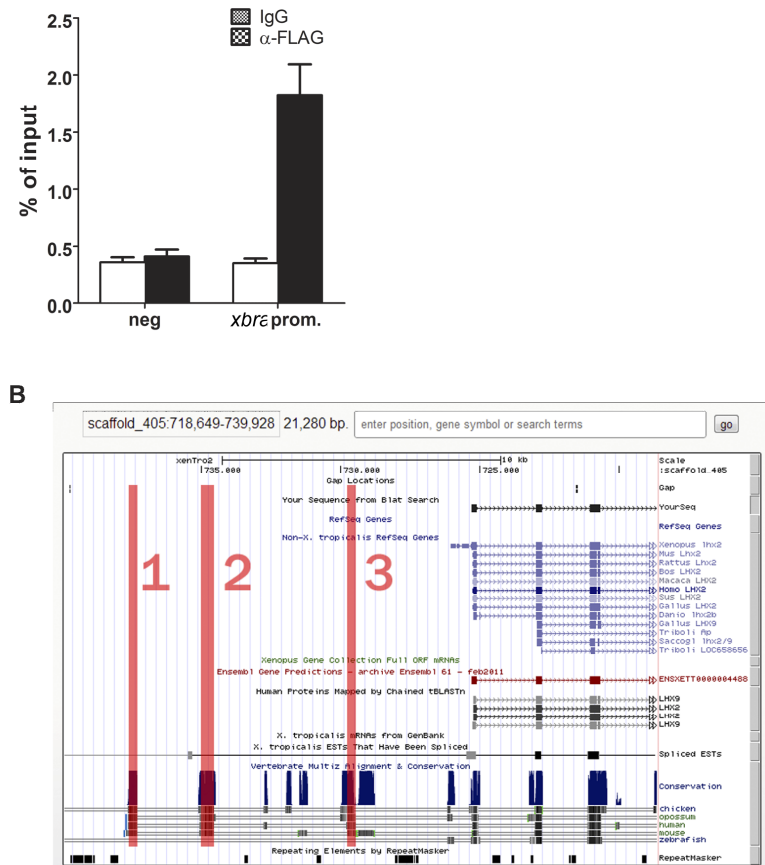 IgG
α-FLAG
% of input
2.5
2.0
1.5
1.0
0.5
0.0
neg
xbra prom.
B
scaffold_405:718,649-739,928 21,280 bp. enter position, gene symbol or search terms go
xenTro2 10 kb Scale
735.000 730.000 725.000 :scaffold_405
Gap Locations
Gap
Your Sequence from Blat Search
YourSeq
RefSeq Genes
RefSeq Genes
Non-X. tropicalis RefSeq Genes
Xenopus lhx2
Mus Lhx2
Rattus Lhx2
Bos LHX2
Macaca LHX2
Homo LHX2
Sus LHX2
Gallus LHX2
Danio lhx2b
Gallus LHX9
Triboli Ap
Saccogl lhx2/9
Triboli LOC658656
1
2
3
Xenopus Gene Collection Full ORF mRNAs
Ensembl Gene Predictions - archive Ensembl 61 - feb2011
ENSXETT0000004488
Human Proteins Mapped by Chained tBLASTn
LHX9
LHX2
LHX2
LHX9
X. tropicalis mRNAs from GenBank
X. tropicalis ESTs That Have Been Spliced
Spliced ESTs
Vertebrate Multiz Alignment & Conservation
Conservation
chicken
opossum
human
mouse
zebrafish
Repeating Elements by RepeatMasker
RepeatMasker